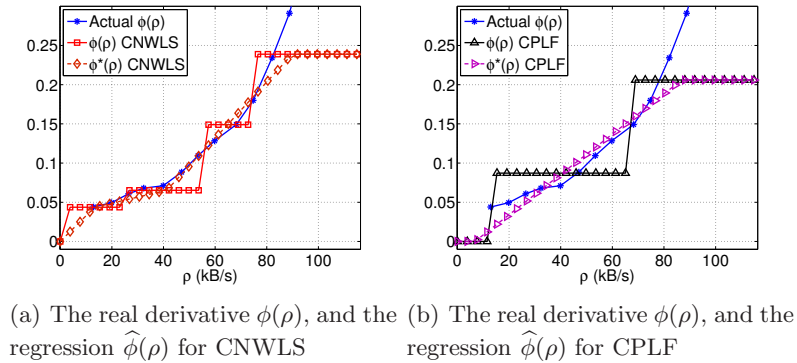 Actual ϕ(ρ)
ϕ(ρ) CNWLS
ϕ*(ρ) CNWLS
0.25
0.2
0.15
0.1
0.05
0
0 20 40 60 80 100
ρ (kB/s)
Actual ϕ(ρ)
ϕ(ρ) CPLF
ϕ*(ρ) CPLF
0.25
0.2
0.15
0.1
0.05
0
0 20 40 60 80 100
ρ (kB/s)
(a) The real derivative ϕ(ρ), and the
regression ϕ̂(ρ) for CNWLS
(b) The real derivative ϕ(ρ), and the
regression ϕ̂(ρ) for CPLF